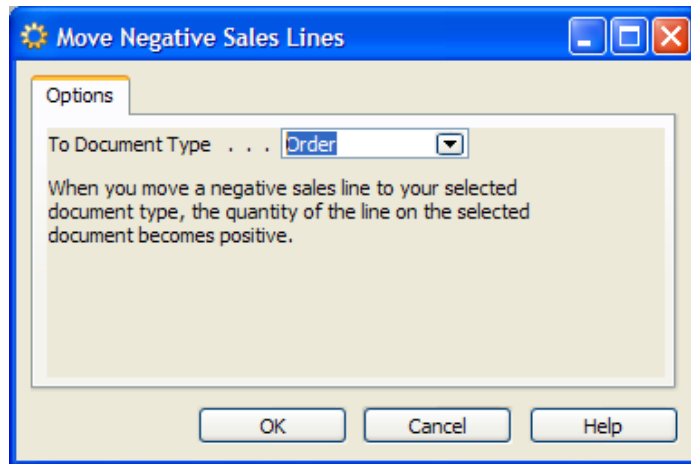 Move Negative Sales Lines
Options
To Document Type . . . Order
When you move a negative sales line to your selected
document type, the quantity of the line on the selected
document becomes positive.
OK Cancel Help